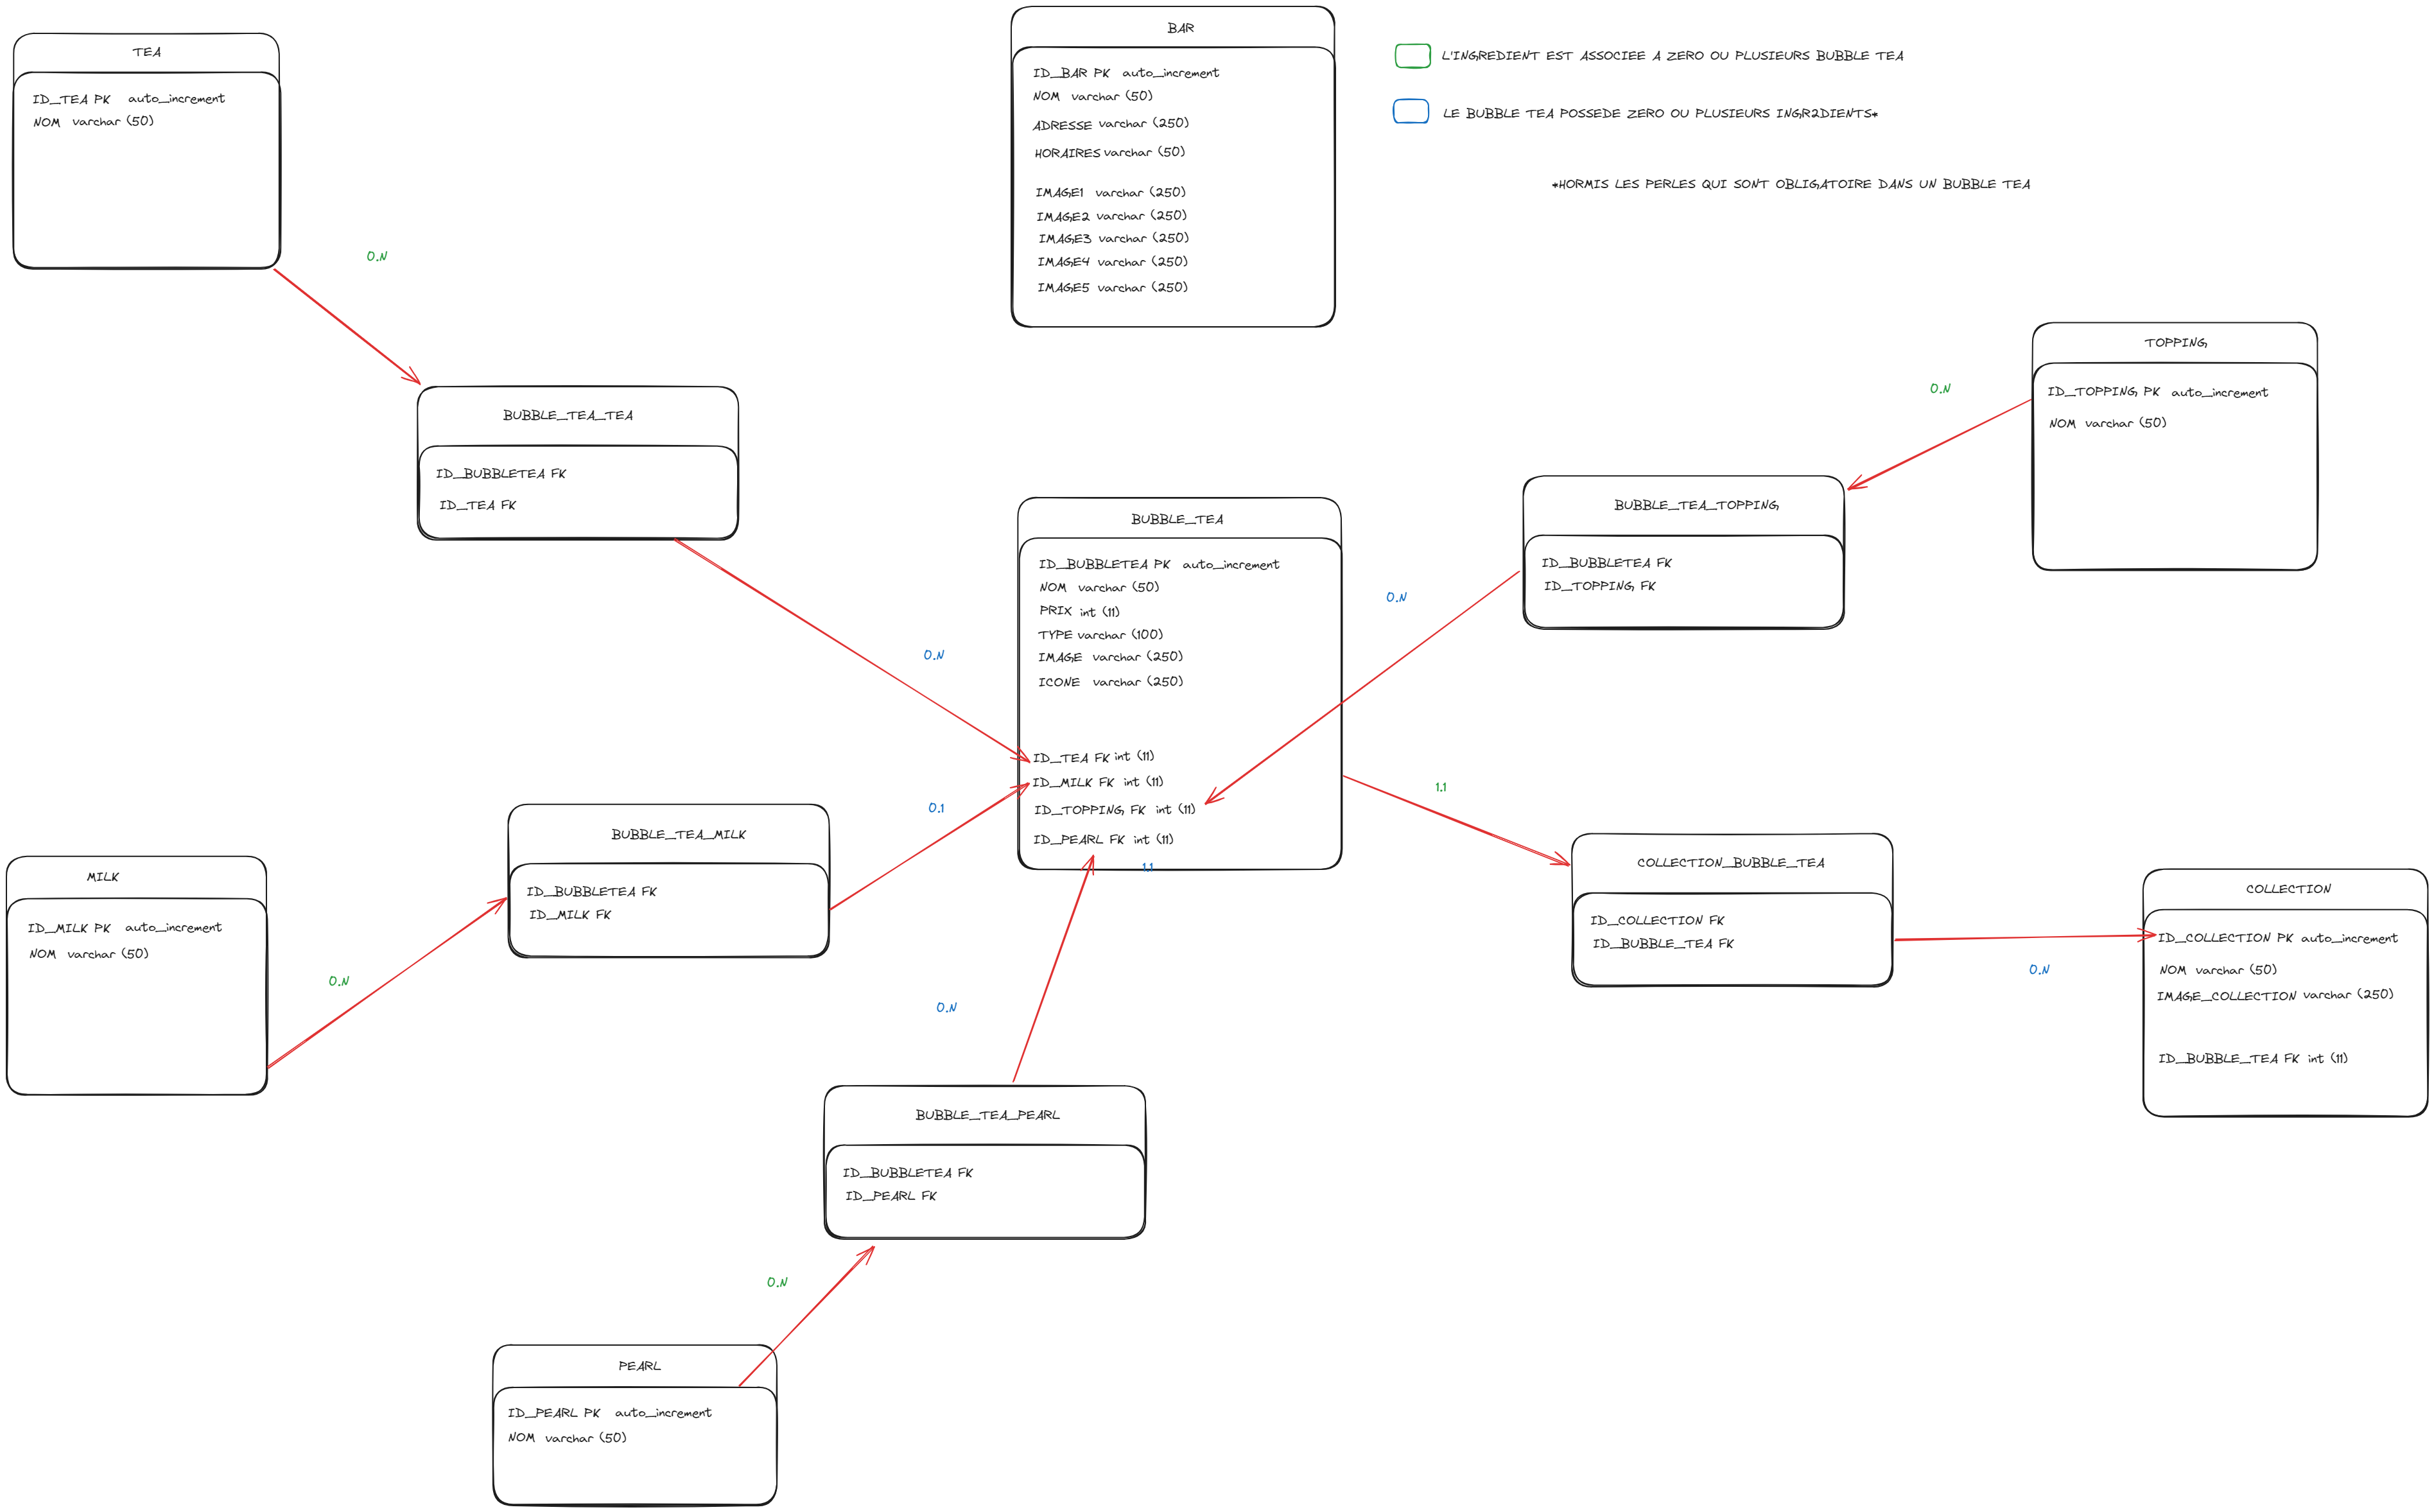 TEA
ID_TEA PK auto_increment
NOM varchar (50)
BAR
ID_BAR PK auto_increment
NOM varchar (50)
ADRESSE varchar (250)
HORAIRES varchar (50)
IMAGE1 varchar (250)
IMAGE2 varchar (250)
IMAGE3 varchar (250)
IMAGE4 varchar (250)
IMAGE5 varchar (250)
L'INGREDIENT EST ASSOCIEE A ZERO OU PLUSIEURS BUBBLE TEA
LE BUBBLE TEA POSSEDE ZERO OU PLUSIEURS INGR2DIENTS*
*HORMIS LES PERLES QUI SONT OBLIGATOIRE DANS UN BUBBLE TEA
0.N
BUBBLE_TEA_TEA
ID_BUBBLETEA FK
ID_TEA FK
0.N
TOPPING
ID_TOPPING PK auto_increment
NOM varchar (50)
0.N
BUBBLE_TEA_TOPPING
ID_BUBBLETEA FK
ID_TOPPING FK
0.N
BUBBLE_TEA
ID_BUBBLETEA PK auto_increment
NOM varchar (50)
PRIX int (11)
TYPE varchar (100)
IMAGE varchar (250)
ICONE varchar (250)
ID_TEA FK int (11)
ID_MILK FK int (11)
ID_TOPPING FK int (11)
ID_PEARL FK int (11)
1.1
MILK
ID_MILK PK auto_increment
NOM varchar (50)
0.N
BUBBLE_TEA_MILK
ID_BUBBLETEA FK
ID_MILK FK
0.1
1.1
COLLECTION_BUBBLE_TEA
ID_COLLECTION FK
ID_BUBBLE_TEA FK
0.N
COLLECTION
ID_COLLECTION PK auto_increment
NOM varchar (50)
IMAGE_COLLECTION varchar (250)
ID_BUBBLE_TEA FK int (11)
0.N
BUBBLE_TEA_PEARL
ID_BUBBLETEA FK
ID_PEARL FK
0.N
PEARL
ID_PEARL PK auto_increment
NOM varchar (50)